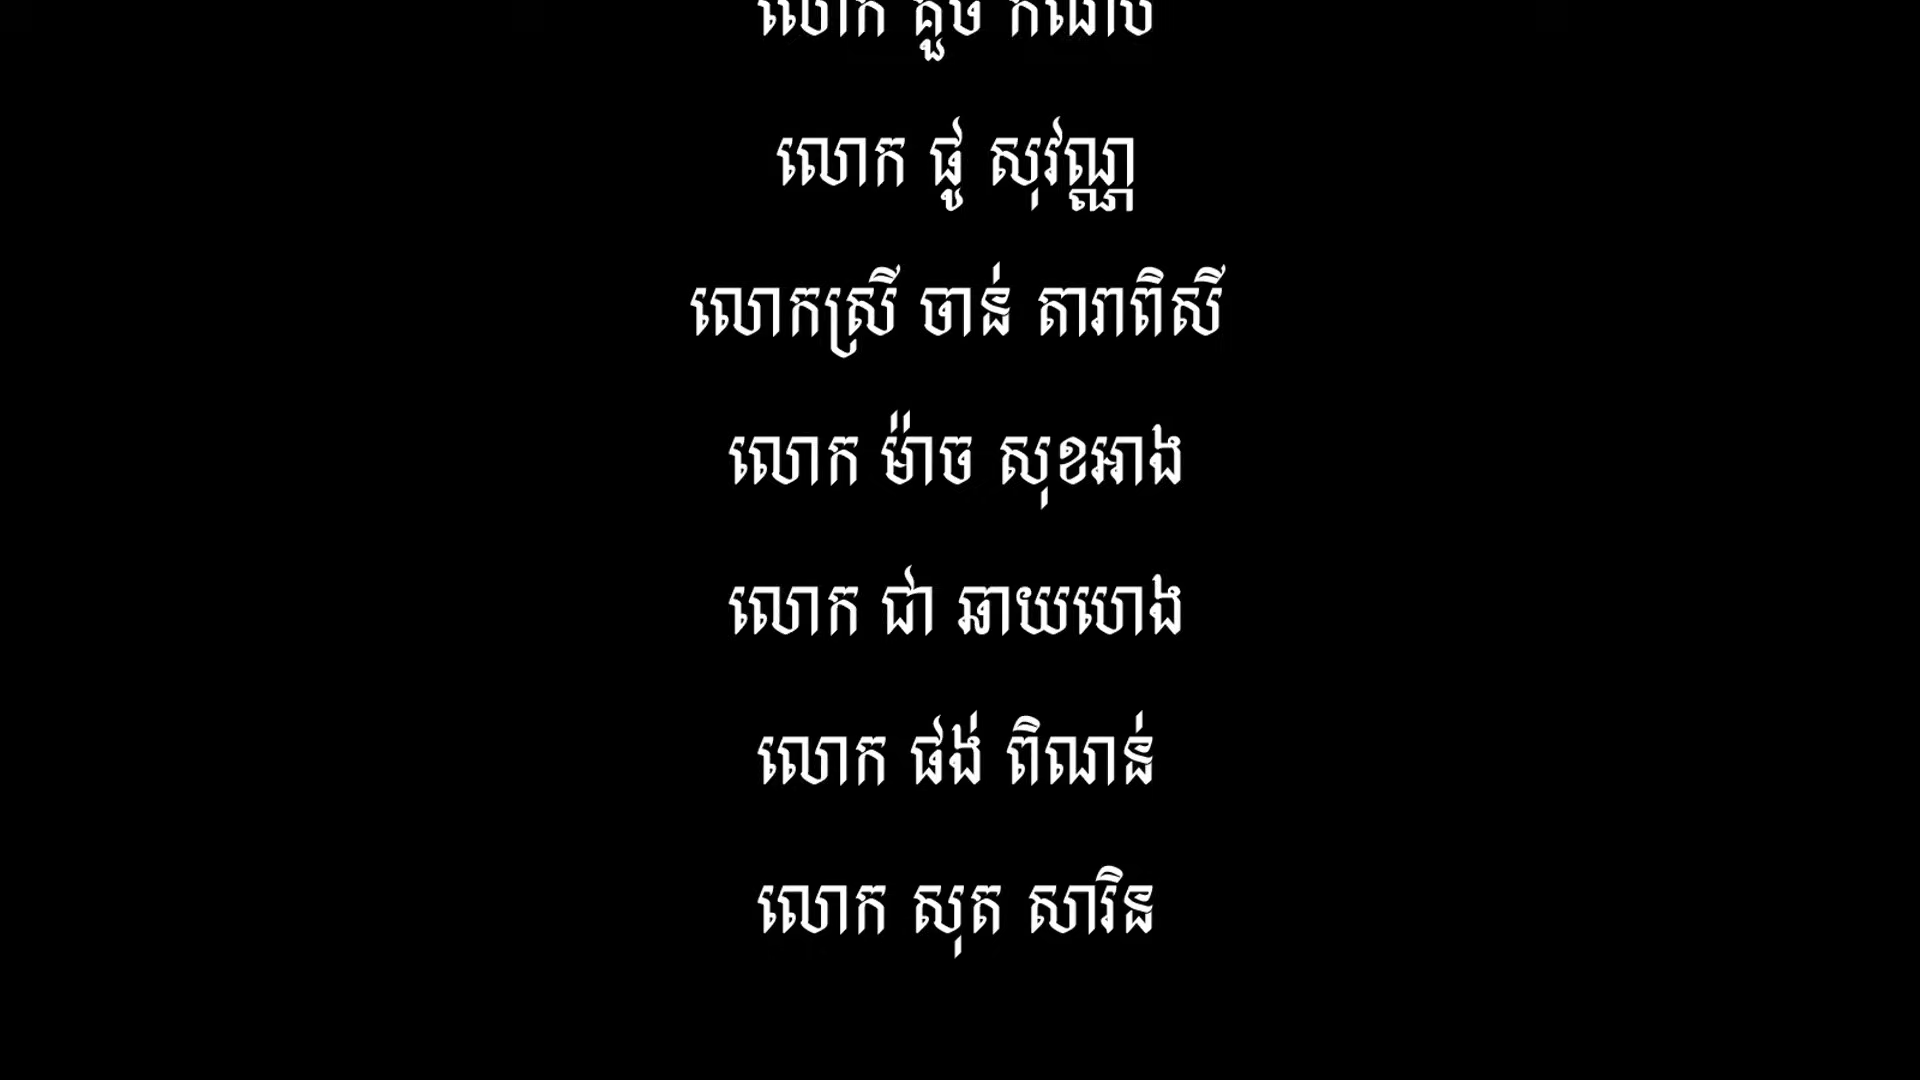 លោក
លោក ផូ សុវណ្ណ
លោកស្រី ចាន់ តារាពិសី
លោក ម៉ាច សុខអាង
លោក ជា ឆាយហេង
លោក ផង់ ពិណាន់
លោក សុត សារិន